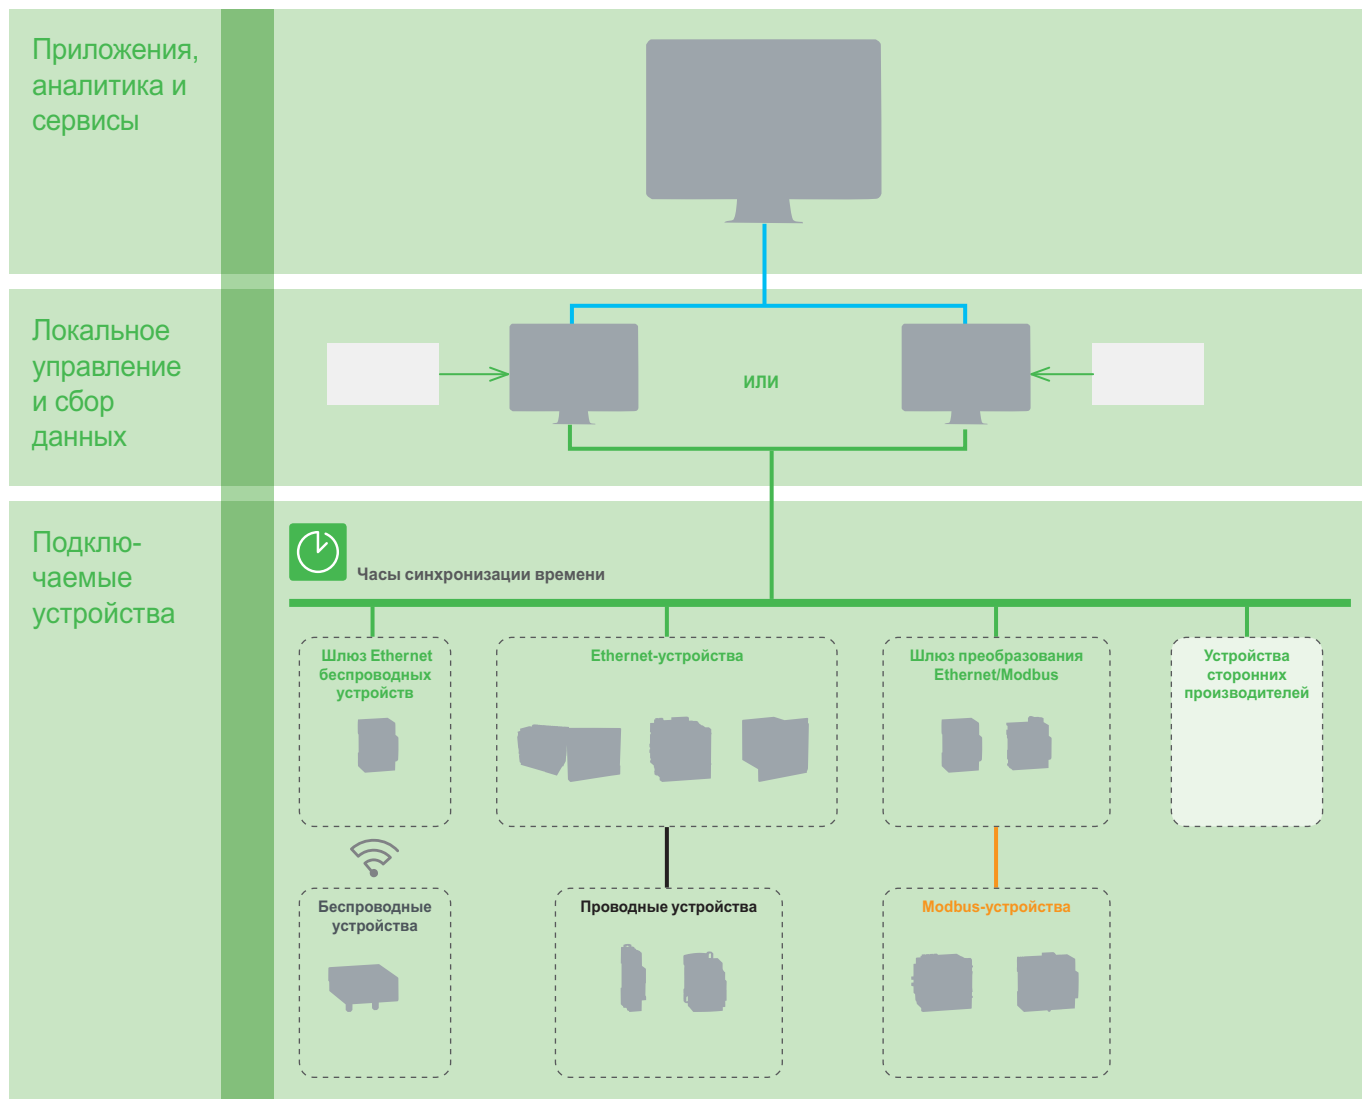 Приложения,
аналитика и
сервисы
Локальное
управление
и сбор
данных
ИЛИ
Подклю-
чаемые
устройства
Часы синхронизации времени
Шлюз Ethernet
беспроводных
устройств
Ethernet-устройства
Шлюз преобразования
Ethernet/Modbus
Устройства
сторонних
производителей
Беспроводные
устройства
Проводные устройства
Modbus-устройства